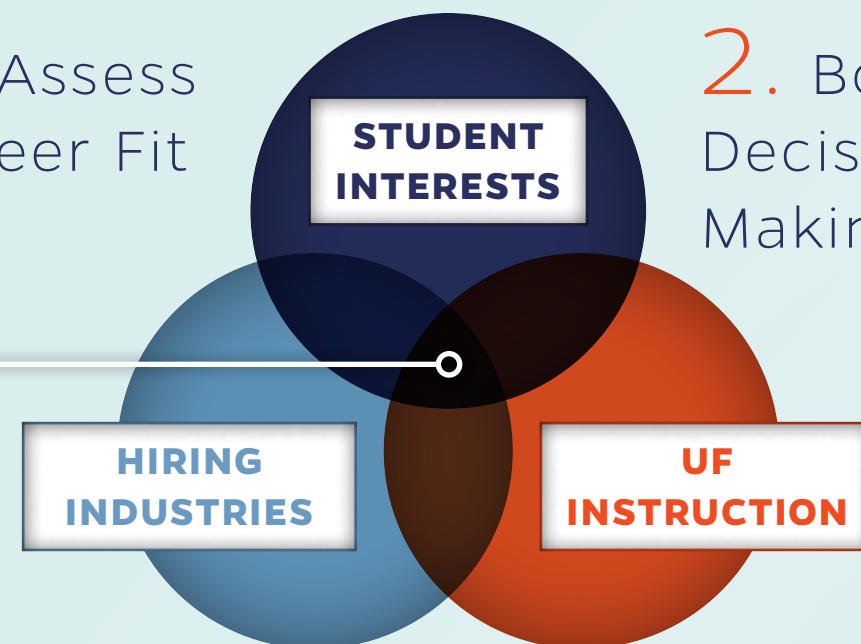 Assess
eer Fit
2. Bo
Decis
Makin
STUDENT
INTERESTS
HIRING
INDUSTRIES
UF
INSTRUCTION